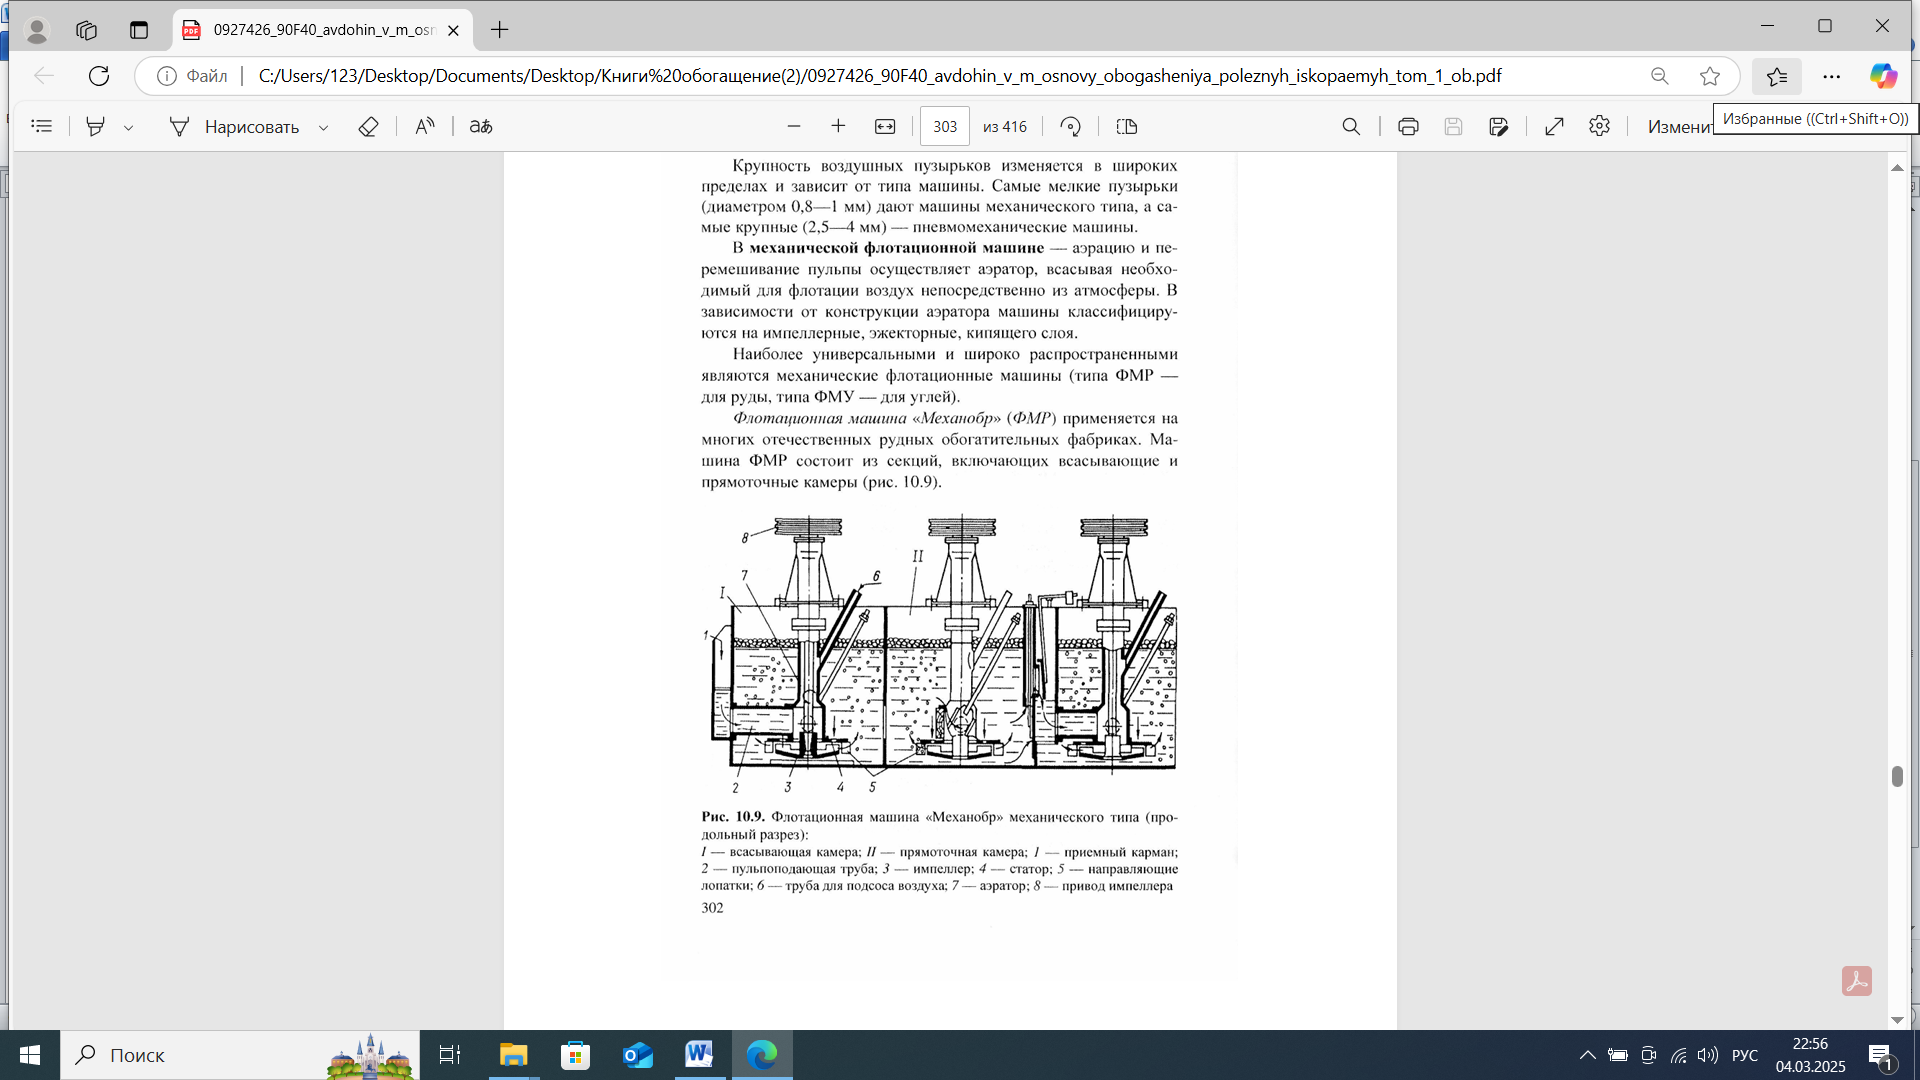 0927426_90F40_avdohin_v_m_osn
Файл
C:/Users/123/Desktop/Documents/Desktop/Книги%20обогащение(2)/0927426_90F40_avdohin_v_m_osnovy_obogasheniya_poleznyh_iskopaemyh_tom_1_ob.pdf
Нарисовать
aあ
303 из 416
Изменит
Избранные ((Ctrl+Shift+O))
Крупность воздушных пузырьков изменяется в широких
пределах и зависит от типа машины. Самые мелкие пузырьки
(диаметром 0,8—1 мм) дают машины механического типа, а са-
мые крупные (2,5—4 мм) — пневмомеханические машины.
В механической флотационной машине — аэрацию и пе-
ремешивание пульпы осуществляет аэратор, всасывая необхо-
димый для флотации воздух непосредственно из атмосферы. В
зависимости от конструкции аэратора машины классифициру-
ются на импеллерные, эжекторные, кипящего слоя.
Наиболее универсальными и широко распространенными
являются механические флотационные машины (типа ФМР —
для руды, типа ФМУ — для углей).
Флотационная машина «Механобр» (ФМР) применяется на
многих отечественных рудных обогатительных фабриках. Ма-
шина ФМР состоит из секций, включающих всасывающие и
прямоточные камеры (рис. 10.9).
8
II
7
6
I
1
2
3
4
5
Рис. 10.9. Флотационная машина «Механобр» механического типа (про-
дольный разрез):
I — всасывающая камера; II — прямоточная камера; 1 — приемный карман;
2 — пульпоподающая труба; 3 — импеллер; 4 — статор; 5 — направляющие
лопатки; 6 — труба для подсоса воздуха; 7 — аэратор; 8 — привод импеллера
302
Поиск
РУС
22:56
04.03.2025
1